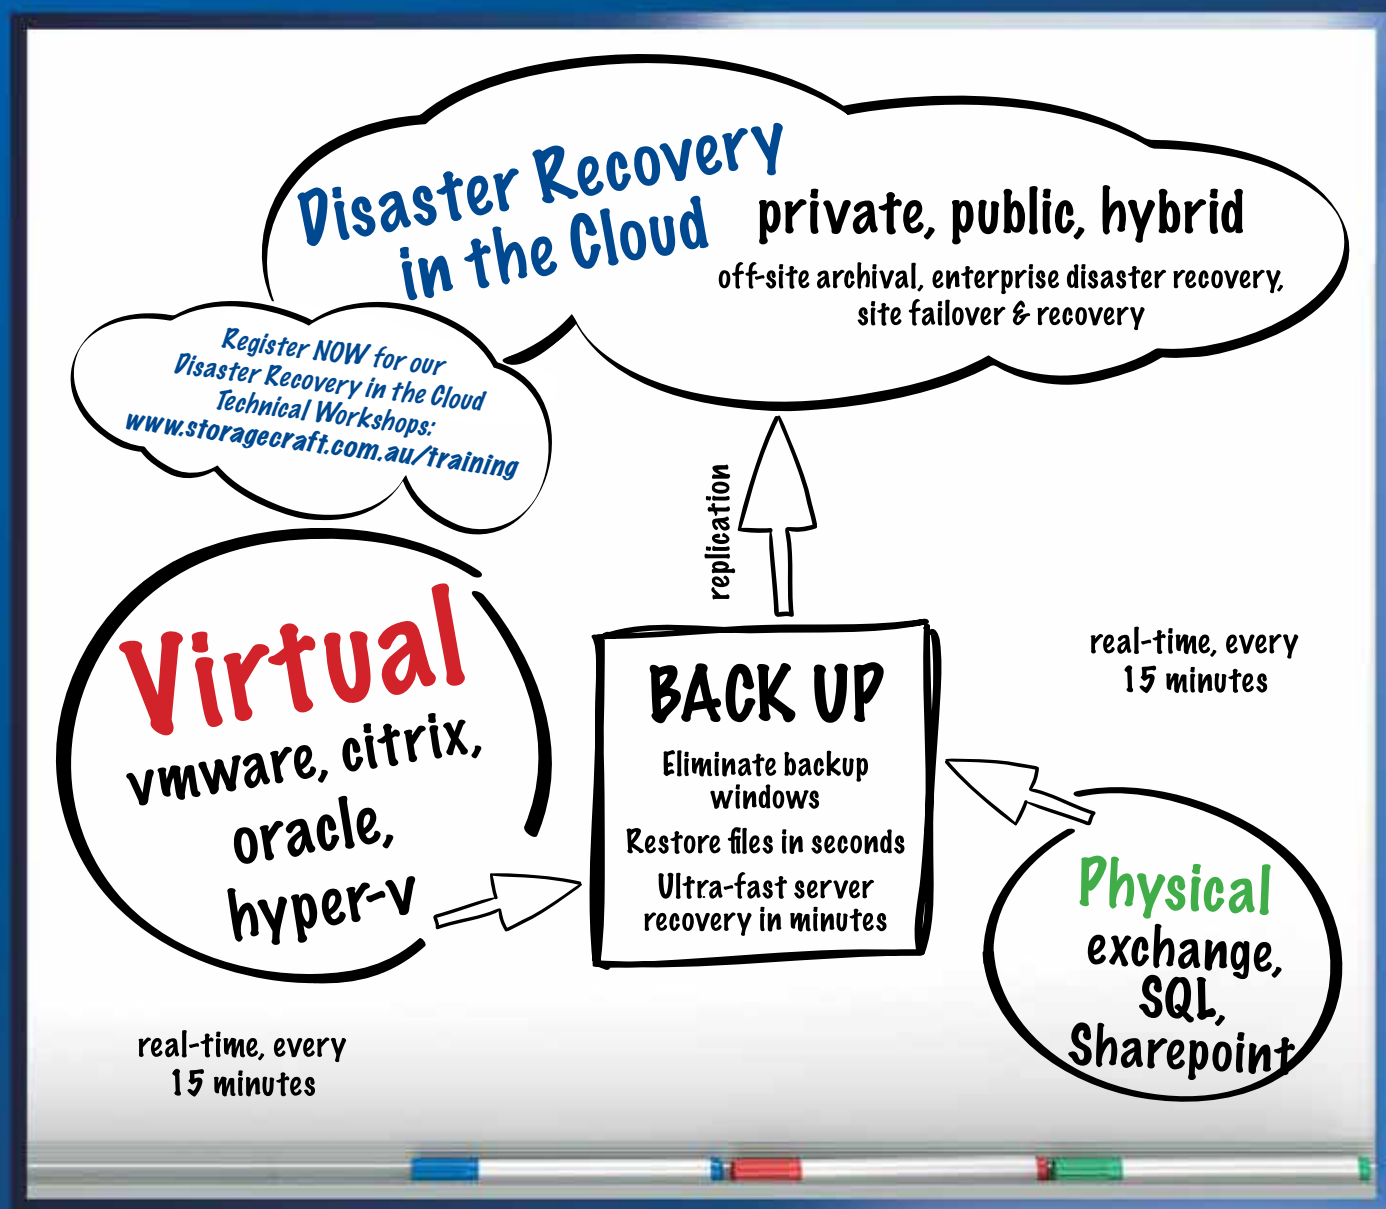 Disaster Recovery
in the Cloud
private, public, hybrid
off-site archival, enterprise disaster recovery,
site failover & recovery
Register NOW for our
Disaster Recovery in the Cloud
Technical Workshops:
www.storagecraft.com.au/training
replication
Virtual
vmware, citrix,
oracle,
hyper-v
real-time, every
15 minutes
BACK UP
Eliminate backup
windows
Restore files in seconds
Ultra-fast server
recovery in minutes
real-time, every
15 minutes
Physical
exchange,
SQL,
Sharepoint